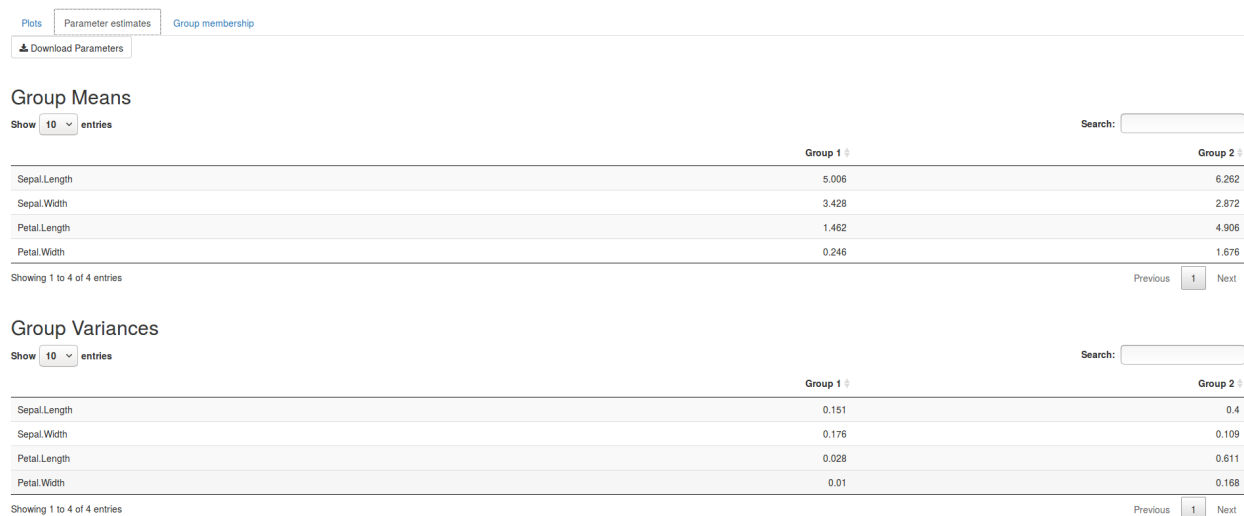 Plots Parameter estimates Group membership
Download Parameters
Group Means
Show 10 entries Search:
Group 1 Group 2
Sepal.Length 5.006 6.262
Sepal.Width 3.428 2.872
Petal.Length 1.462 4.906
Petal.Width 0.246 1.676
Showing 1 to 4 of 4 entries Previous 1 Next
Group Variances
Show 10 entries Search:
Group 1 Group 2
Sepal.Length 0.151 0.4
Sepal.Width 0.176 0.109
Petal.Length 0.028 0.611
Petal.Width 0.01 0.168
Showing 1 to 4 of 4 entries Previous 1 Next